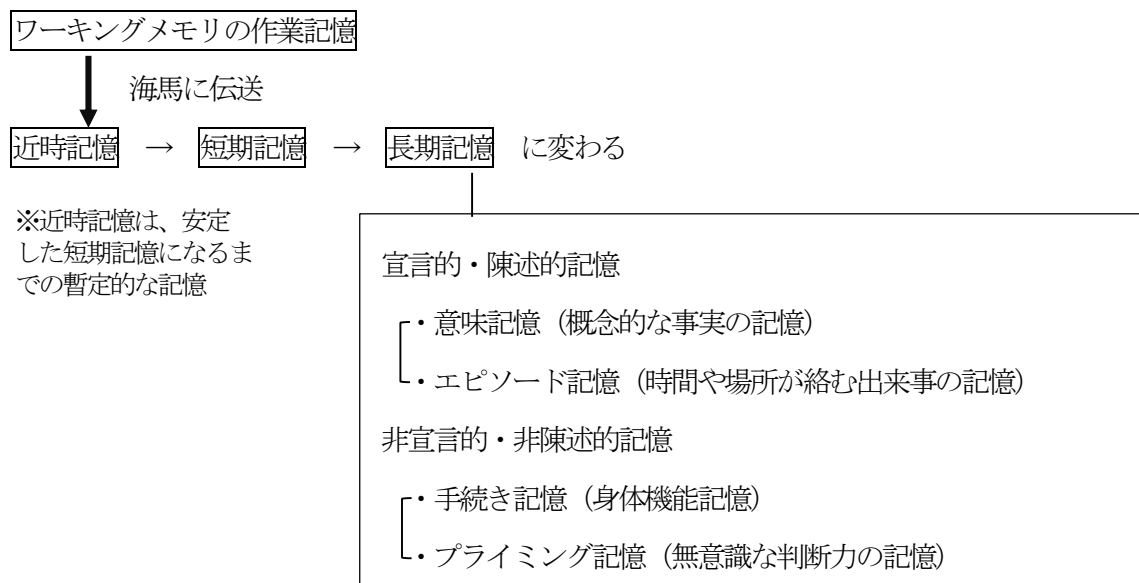 ワーキングメモリの作業記憶
海馬に伝送
近時記憶 → 短期記憶 → 長期記憶 に変わる
※近時記憶は、安定
した短期記憶になるま
での暫定的な記憶
宣言的・陳述的記憶
・意味記憶（概念的な事実の記憶）
・エピソード記憶（時間や場所が絡む出来事の記憶）
非宣言的・非陳述的記憶
・手続き記憶（身体機能記憶）
・プライミング記憶（無意識な判断力の記憶）